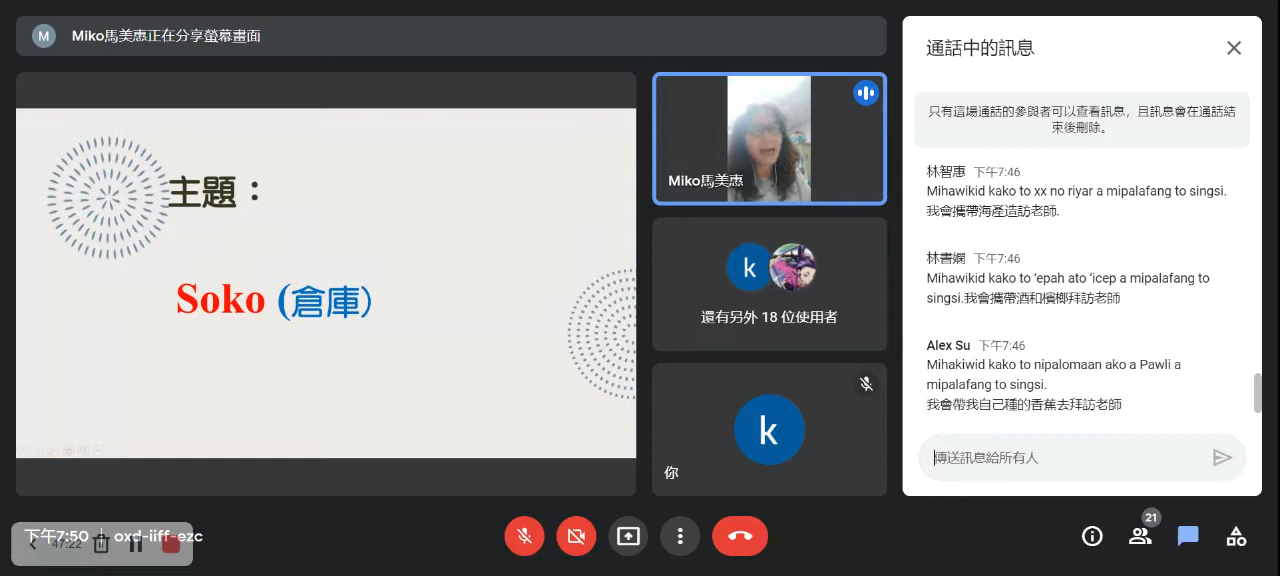 M Miko馬美惠正在分享螢幕畫面
主題：
Soko (倉庫)
Miko馬美惠
k
還有另外 18 位使用者
k
你
通話中的訊息
只有這場通話的參與者可以查看訊息，且訊息會在通話結
束後刪除。
林智惠 下午7:46
Mihawikid kako to xx no riyar a mipalafang to singsi.
我會攜帶海產造訪老師.
林書嫻 下午7:46
Mihawikid kako to ‘epah ato ‘icep a mipalafang to
singsi.我會攜帶酒和檳榔拜訪老師
Alex Su 下午7:46
Mihakiwid kako to nipalomaan ako a Pawli a
mipalafang to singsi.
我會帶我自己種的香蕉去拜訪老師
傳送訊息給所有人
下午7:50 | oxd-iiff-ezc
47:22
21